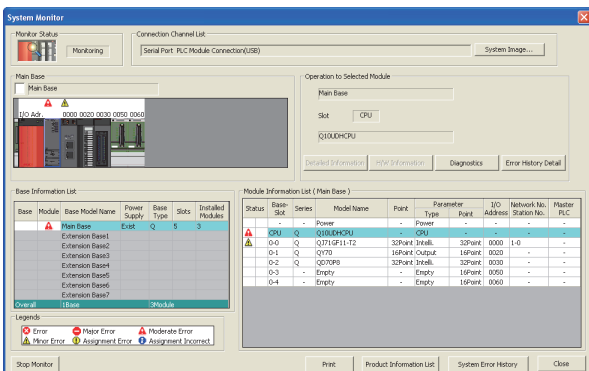 System Monitor
Monitor Status
Monitoring
Connection Channel List
Serial Port PLC Module Connection(USB)
System Image...
Main Base
Main Base
I/O Adr. 0000 0020 0030 0050 0060
Operation to Selected Module
Main Base
Slot CPU
Q10UDHCPU
Detailed Information H/W Information Diagnostics Error History Detail
Base Information List
Base Module Base Model Name Power Supply Base Type Slots Installed Modules
Main Base Exist Q 5 3
Extension Base1
Extension Base2
Extension Base3
Extension Base4
Extension Base5
Extension Base6
Extension Base7
Overall 1Base 3Module
Module Information List (Main Base)
Status Base-Slot Series Model Name Point Parameter Type Point I/O Address Network No. Station No. Master PLC
- - Power - Power - - - -
CPU Q Q10UDHCPU - CPU - - - -
0-0 Q QJ71GF11-T2 32Point Intelli. 32Point 0000 1-0 -
0-1 Q QY70 16Point Output 16Point 0020 - -
0-2 Q QD70P8 32Point Intelli. 32Point 0030 - -
0-3 - Empty - Empty 16Point 0050 - -
0-4 - Empty - Empty 16Point 0060 - -
Legends
Error Major Error Moderate Error
Minor Error Assignment Error Assignment Incorrect
Stop Monitor Print Product Information List System Error History Close